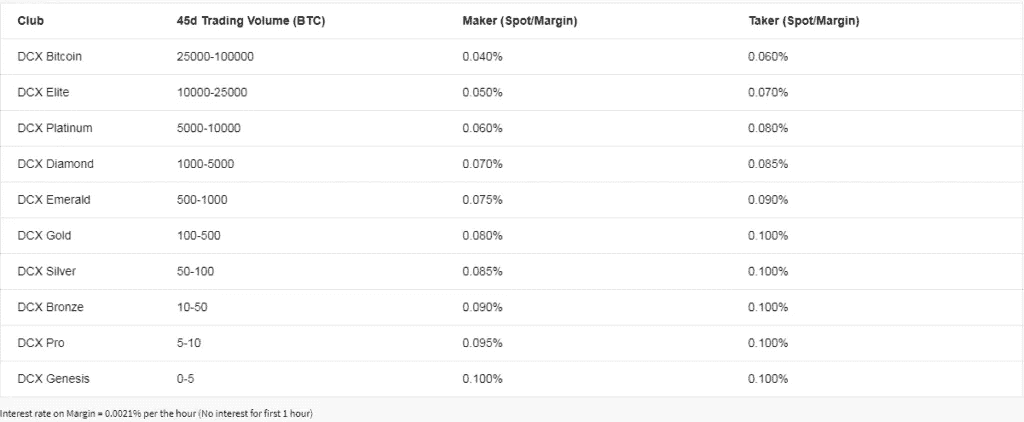 Club 45d Trading Volume (BTC) Maker (Spot/Margin) Taker (Spot/Margin)
DCX Bitcoin 25000-100000 0.040% 0.060%
DCX Elite 10000-25000 0.050% 0.070%
DCX Platinum 5000-10000 0.060% 0.080%
DCX Diamond 1000-5000 0.070% 0.085%
DCX Emerald 500-1000 0.075% 0.090%
DCX Gold 100-500 0.080% 0.100%
DCX Silver 50-100 0.085% 0.100%
DCX Bronze 10-50 0.090% 0.100%
DCX Pro 5-10 0.095% 0.100%
DCX Genesis 0-5 0.100% 0.100%
Interest rate on Margin = 0.0021% per the hour (No interest for first 1 hour)